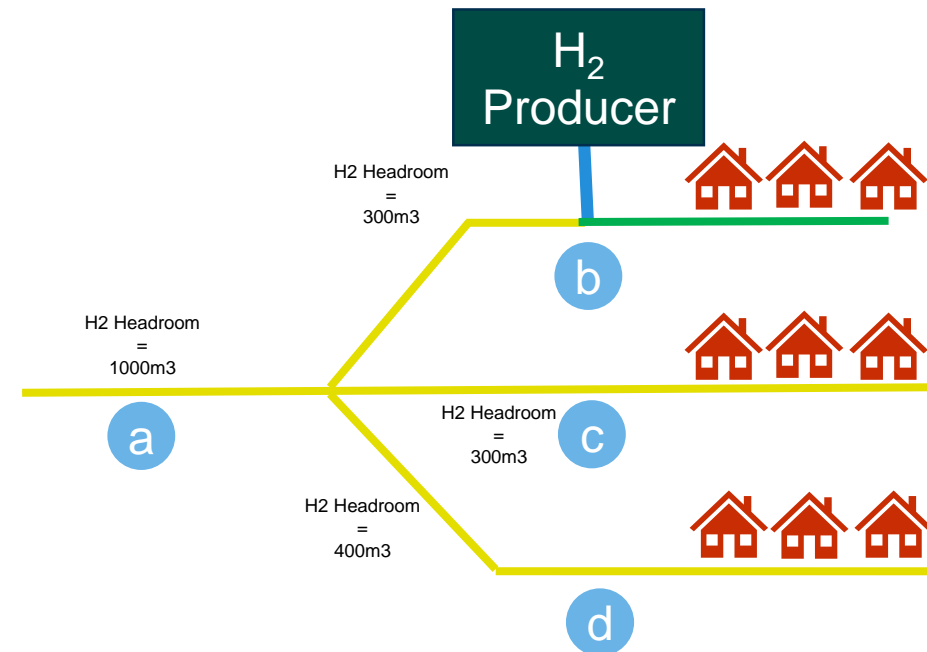 H₂
Producer
H2 Headroom
=
300m3
b
H2 Headroom
=
1000m3
a
H2 Headroom
=
300m3
c
H2 Headroom
=
400m3
d